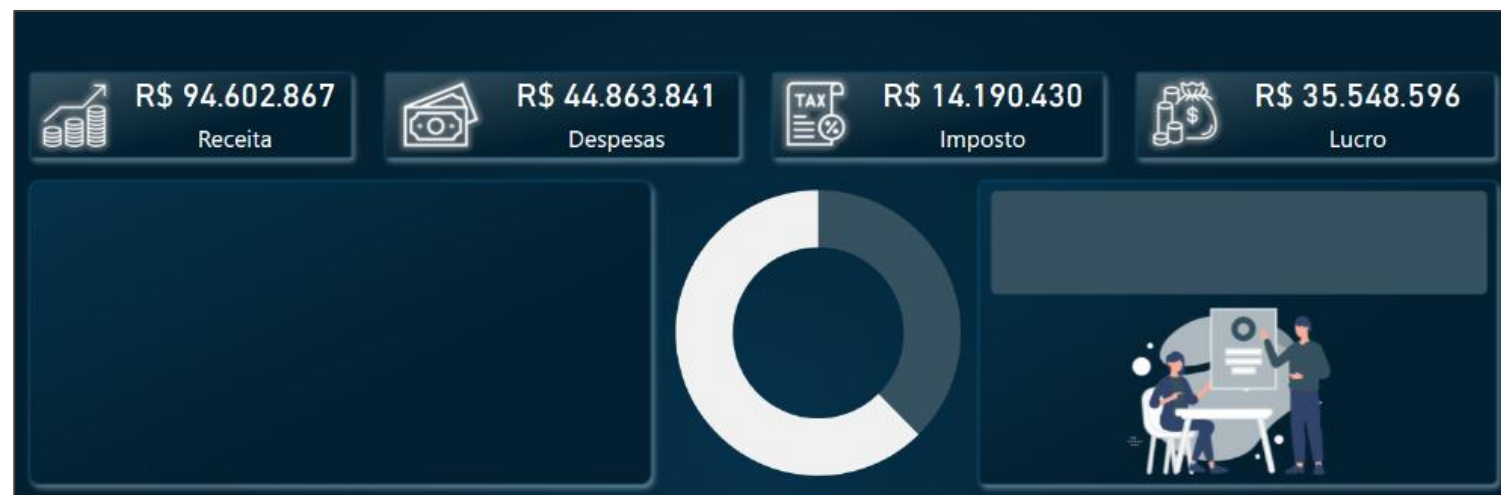 R$ 94.602.867
Receita
R$ 44.863.841
Despesas
TAX
R$ 14.190.430
Imposto
R$ 35.548.596
Lucro